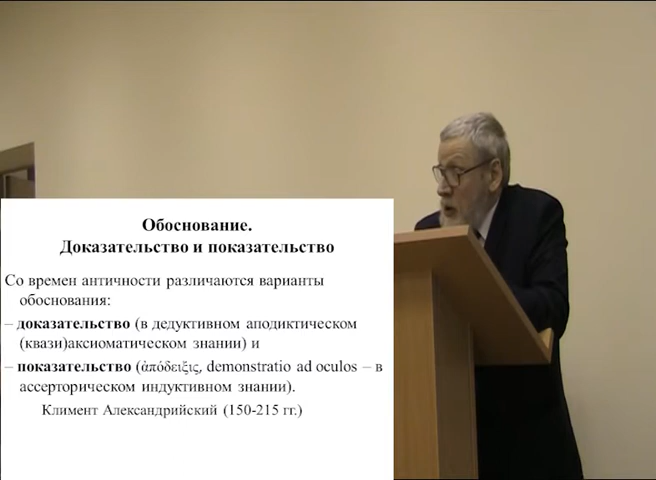 Обоснование.
Доказательство и показательство
Со времен античности различаются варианты
обоснования:
– доказательство (в дедуктивном аподиктическом
(квази)аксиоматическом знании) и
– показательство (ἀπόδειξις, demonstratio ad oculos – в
ассерторическом индуктивном знании).
Климент Александрийский (150-215 гг.)